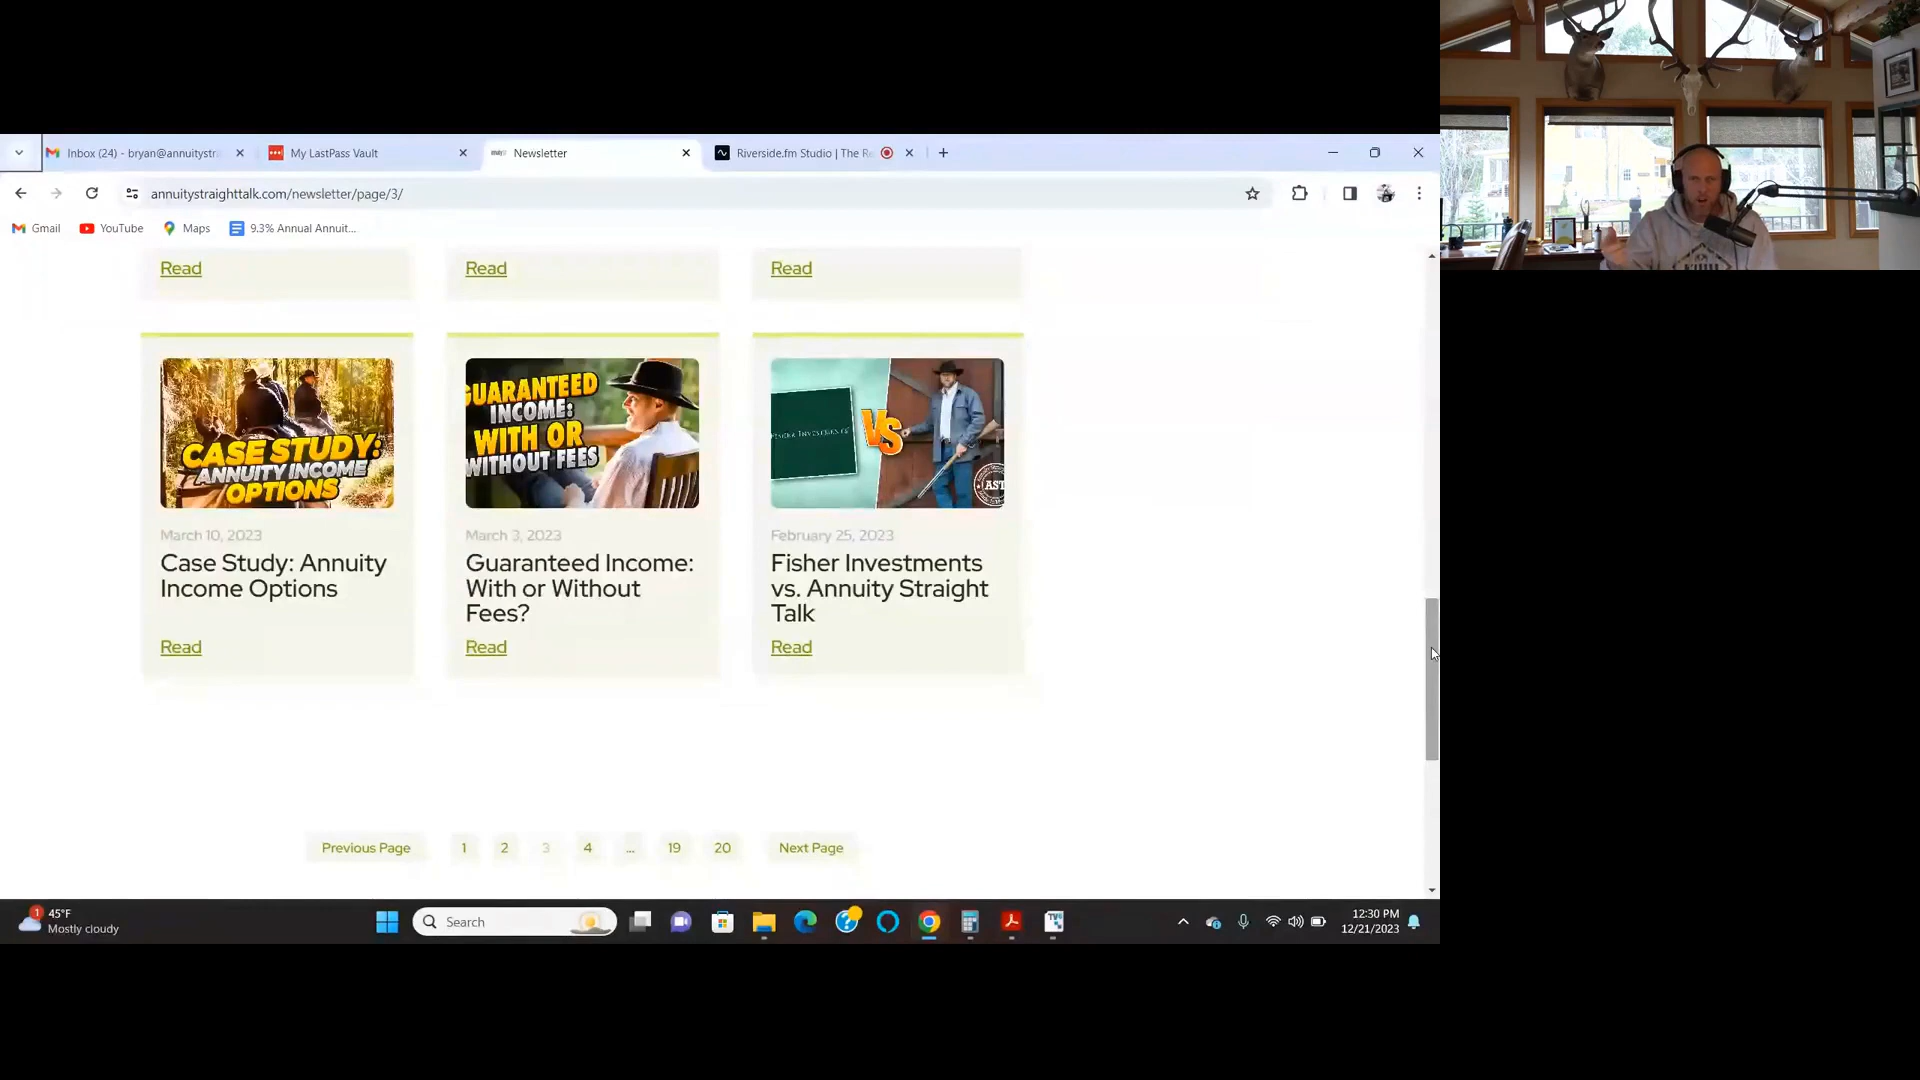 Inbox (24) - bryan@annuitystra
My LastPass Vault
Newsletter
Riverside.fm Studio | The Re
annuitystraighttalk.com/newsletter/page/3/
Gmail
YouTube
Maps
9.3% Annual Annuit...
Read
Read
Read
CASE STUDY:
ANNUITY INCOME
OPTIONS
GUARANTEED
INCOME:
WITH OR
WITHOUT FEES
VS
AST
March 10, 2023
March 3, 2023
February 25, 2023
Case Study: Annuity
Income Options
Guaranteed Income:
With or Without
Fees?
Fisher Investments
vs. Annuity Straight
Talk
Read
Read
Read
Previous Page
1
2
3
4
...
19
20
Next Page
1
45°F
Mostly cloudy
Search
12:30 PM
12/21/2023